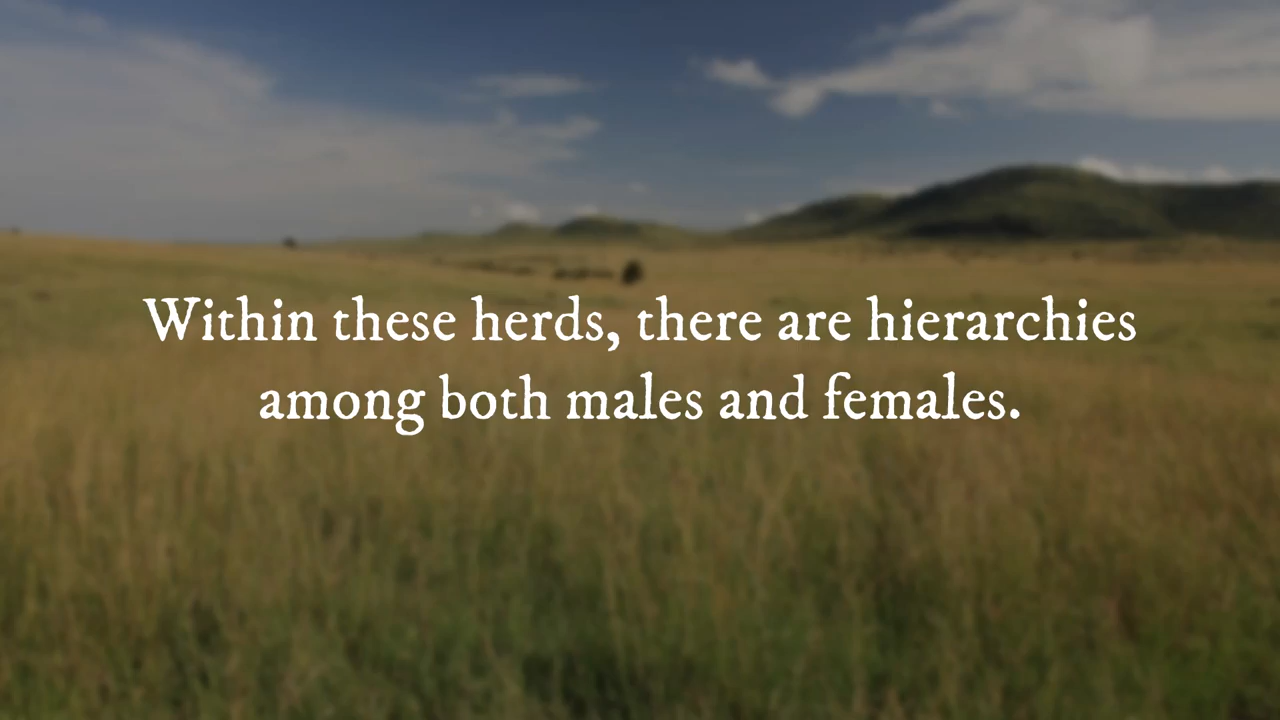 Within these herds, there are hierarchies
among both males and females.